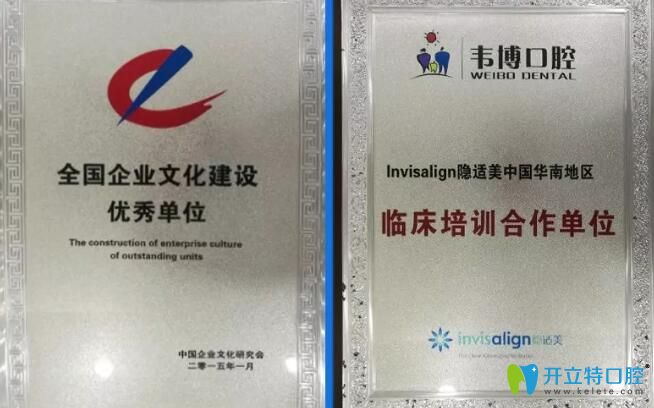 全国企业文化建设
优秀单位
The construction of enterprise culture
of outstanding units
中国企业文化研究会
二零一五年一月
韦博口腔
WEIBO DENTAL
Invisalign隐适美中国华南地区
临床培训合作单位
invisalign隐适美
开立特口腔
www.kelete.com